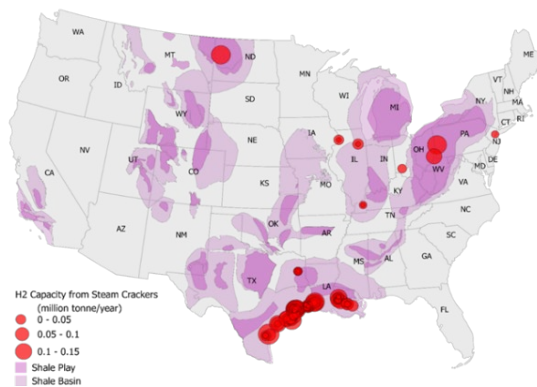 WA
ME
MT
ND
VT
OR
MN
NH
ID
WI
NY
MA
SD
MI
CT
RI
WY
PA
IA
NJ
NE
OH
DE
UT
IL
IN
MD
WV
CO
VA
CA
KS
MO
KY
NV
NC
TN
OK
AR
SC
AZ
NM
MS
AL
GA
TX
LA
FL
H2 Capacity from Steam Crackers
(million tonne/year)
0 - 0.05
0.05 - 0.1
0.1 - 0.15
Shale Play
Shale Basin